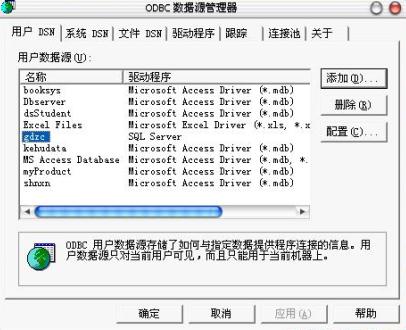 ODBC 数据源管理器
用户 DSN 系统 DSN 文件 DSN 驱动程序 跟踪 连接池 关于
用户数据源(U):
名称 驱动程序
booksys Microsoft Access Driver (*.mdb)
Dbserver Microsoft Access Driver (*.mdb)
dsStudent Microsoft Access Driver (*.mdb)
Excel Files Microsoft Excel Driver (*.xls, *.x
gdrc SQL Server
kehudata Microsoft Access Driver (*.mdb)
MS Access Database Microsoft Access Driver (*.mdb, *.
myProduct Microsoft Access Driver (*.mdb)
shnxn Microsoft Access Driver (*.mdb)
添加(D)...
删除(R)
配置(C)...
ODBC 用户数据源存储了如何与指定数据提供程序连接的信息。用
户数据源只对当前用户可见,而且只能用于当前机器上。
确定 取消 应用(A) 帮助